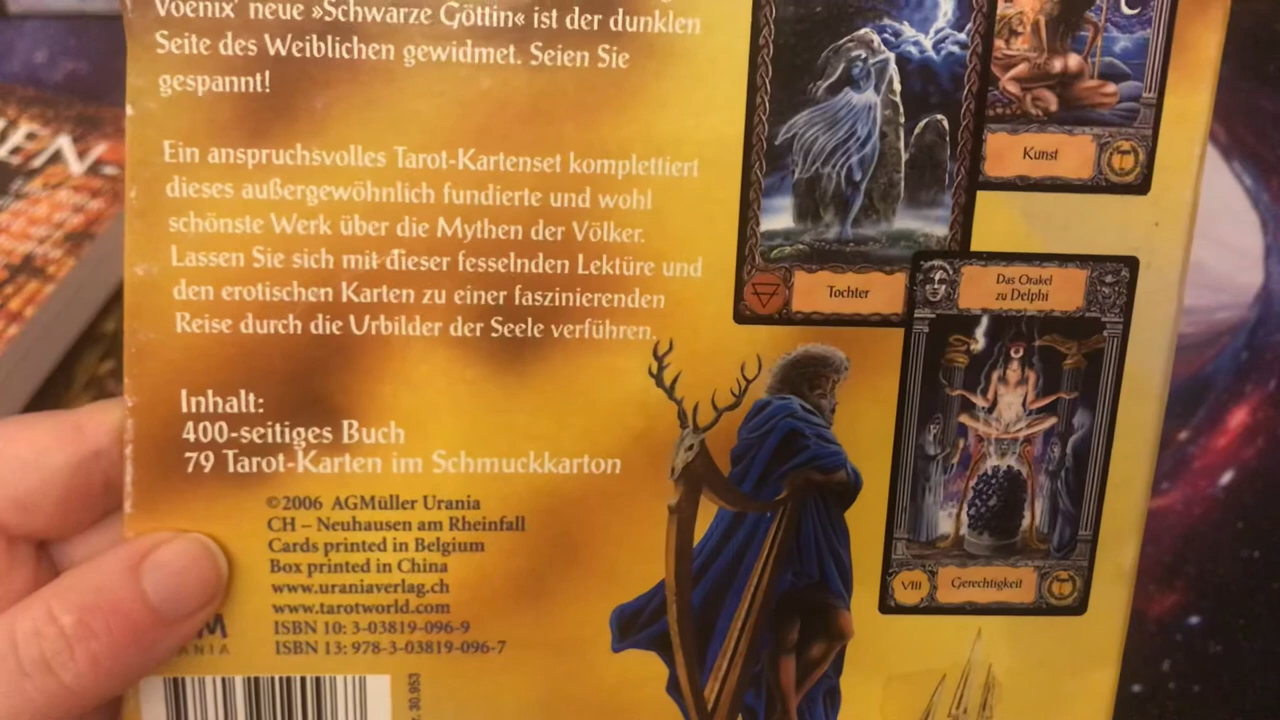 Voenix' neue »Schwarze Göttin« ist der dunklen
Seite des Weiblichen gewidmet. Seien Sie
gespannt!
Ein anspruchsvolles Tarot-Kartenset komplettiert
dieses außergewöhnlich fundierte und wohl
schönste Werk über die Mythen der Völker.
Lassen Sie sich mit dieser fesselnden Lektüre und
den erotischen Karten zu einer faszinierenden
Reise durch die Urbilder der Seele verführen.
Inhalt:
400-seitiges Buch
79 Tarot-Karten im Schmuckkarton
©2006 AGMüller Urania
CH – Neuhausen am Rheinfall
Cards printed in Belgium
Box printed in China
www.uraniaverlag.ch
www.tarotworld.com
ISBN 10: 3-03819-096-9
ISBN 13: 978-3-03819-096-7
30.953
Kunst
Tochter
Das Orakel
zu Delphi
VIII
Gerechtigkeit